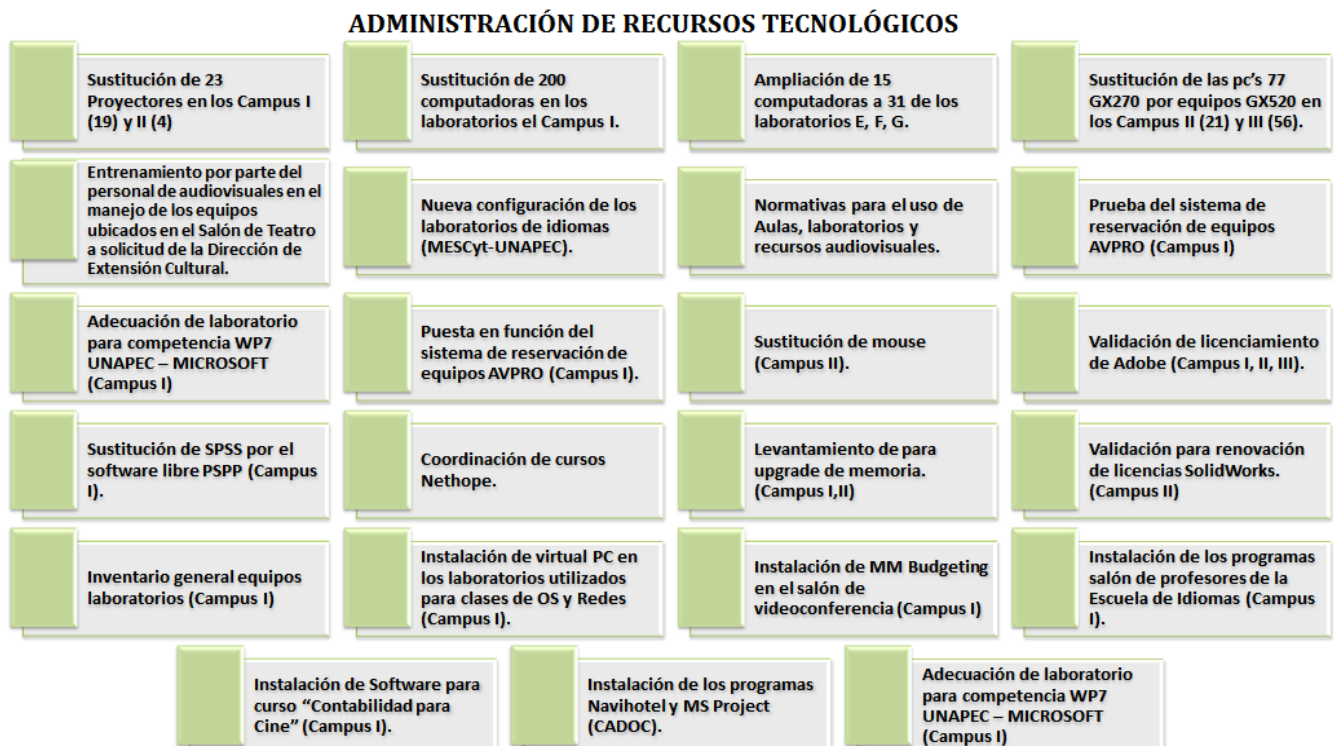 ADMINISTRACIÓN DE RECURSOS TECNOLÓGICOS
Sustitución de 23
Proyectores en los Campus I
(19) y II (4)
Sustitución de 200
computadoras en los
laboratorios el Campus I.
Ampliación de 15
computadoras a 31 de los
laboratorios E, F, G.
Sustitución de las pc's 77
GX270 por equipos GX520 en
los Campus II (21) y III (56).
Entrenamiento por parte del
personal de audiovisuales en el
manejo de los equipos
ubicados en el Salón de Teatro
a solicitud de la Dirección de
Extensión Cultural.
Nueva configuración de los
laboratorios de idiomas
(MESCyt-UNAPEC).
Normativas para el uso de
Aulas, laboratorios y
recursos audiovisuales.
Prueba del sistema de
reservación de equipos
AVPRO (Campus I)
Adecuación de laboratorio
para competencia WP7
UNAPEC – MICROSOFT
(Campus I)
Puesta en función del
sistema de reservación de
equipos AVPRO (Campus I).
Sustitución de mouse
(Campus II).
Validación de licenciamiento
de Adobe (Campus I, II, III).
Sustitución de SPSS por el
software libre PSPP (Campus
I).
Coordinación de cursos
Nethope.
Levantamiento de para
upgrade de memoria.
(Campus I,II)
Validación para renovación
de licencias SolidWorks.
(Campus II)
Inventario general equipos
laboratorios (Campus I)
Instalación de virtual PC en
los laboratorios utilizados
para clases de OS y Redes
(Campus I).
Instalación de MM Budgeting
en el salón de
videoconferencia (Campus I)
Instalación de los programas
salón de profesores de la
Escuela de Idiomas (Campus
I).
Instalación de Software para
curso “Contabilidad para
Cine” (Campus I).
Instalación de los programas
Navihotel y MS Project
(CADOC).
Adecuación de laboratorio
para competencia WP7
UNAPEC – MICROSOFT
(Campus I)